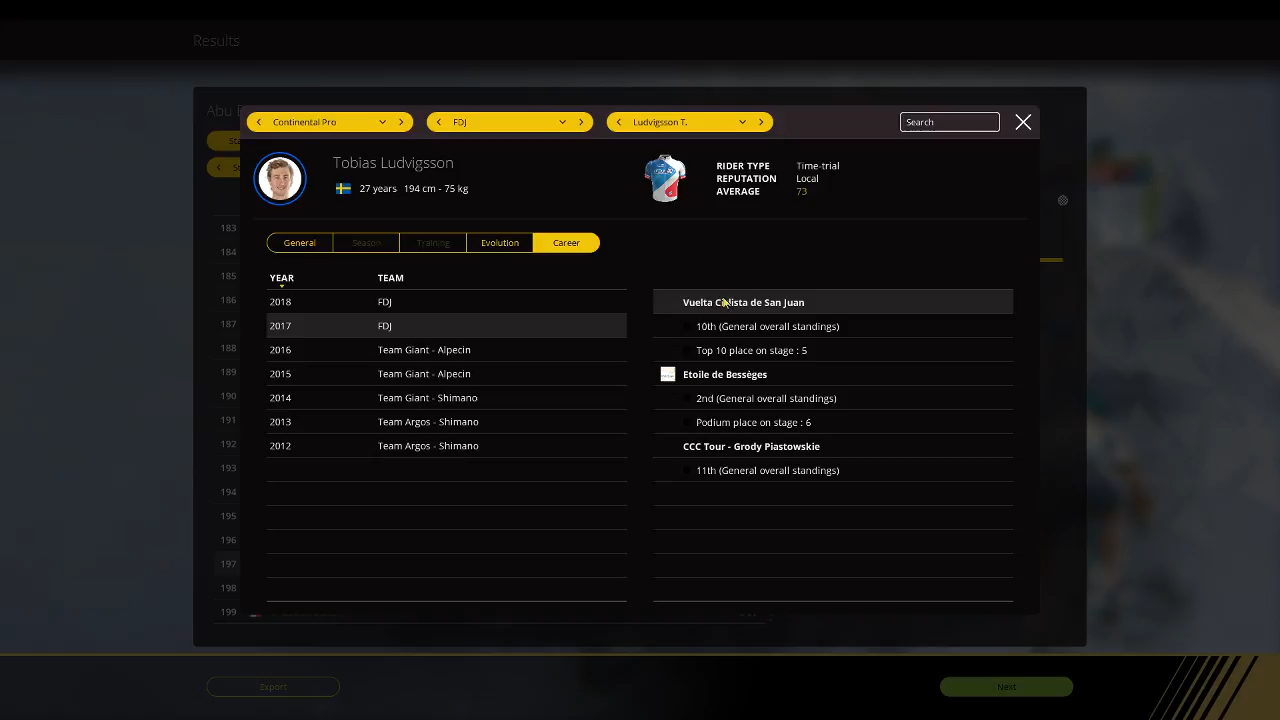 Results
Abu
Continental Pro
FDJ
Ludvigsson T.
Search
Tobias Ludvigsson
27 years 194 cm - 75 kg
RIDER TYPE Time-trial
REPUTATION Local
AVERAGE 73
General Season Training Evolution Career
YEAR TEAM
2018 FDJ
2017 FDJ
2016 Team Giant - Alpecin
2015 Team Giant - Alpecin
2014 Team Giant - Shimano
2013 Team Argos - Shimano
2012 Team Argos - Shimano
Vuelta Ciclista de San Juan
10th (General overall standings)
Top 10 place on stage : 5
Etoile de Bessèges
2nd (General overall standings)
Podium place on stage : 6
CCC Tour - Grody Piastowskie
11th (General overall standings)
183
184
185
186
187
188
189
190
191
192
193
194
195
196
197
198
199
Export
Next